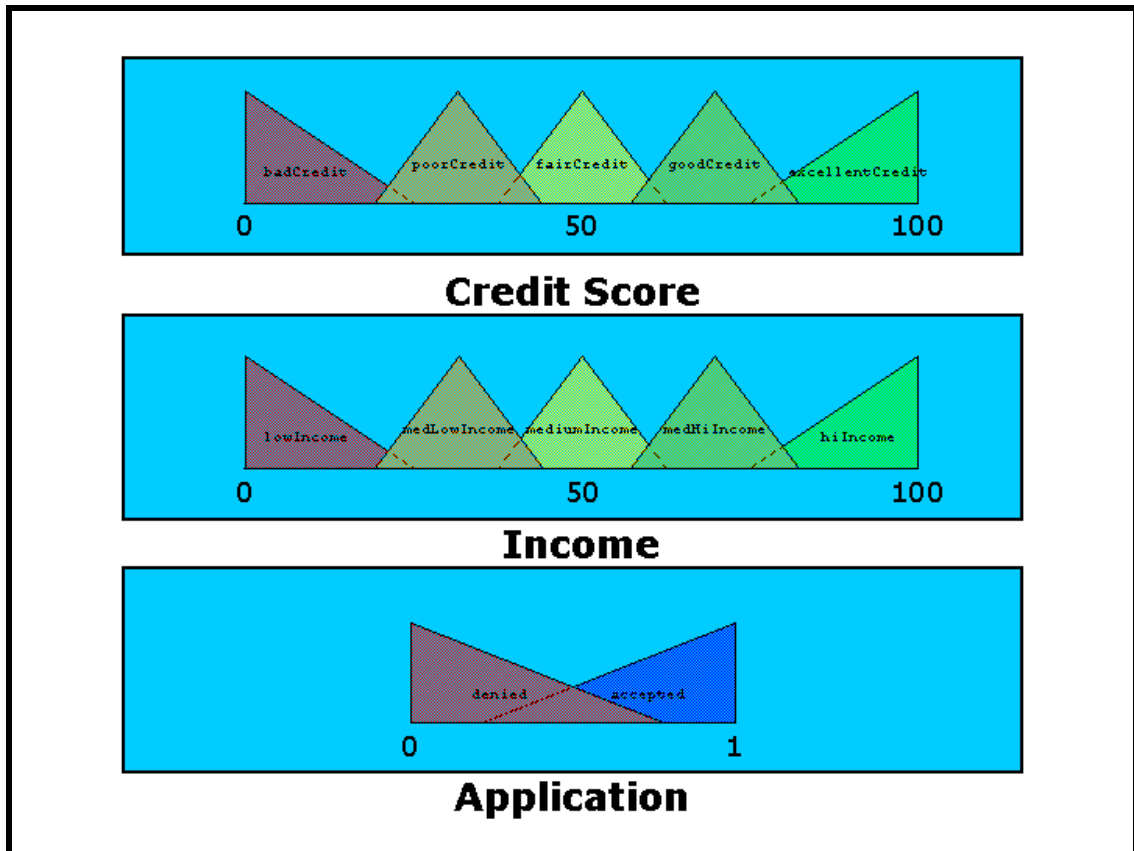 badCredit poorCredit fairCredit goodCredit excellentCredit
0 50 100
Credit Score
lowIncome medLowIncome mediumIncome medHiIncome hiIncome
0 50 100
Income
denied accepted
0 1
Application